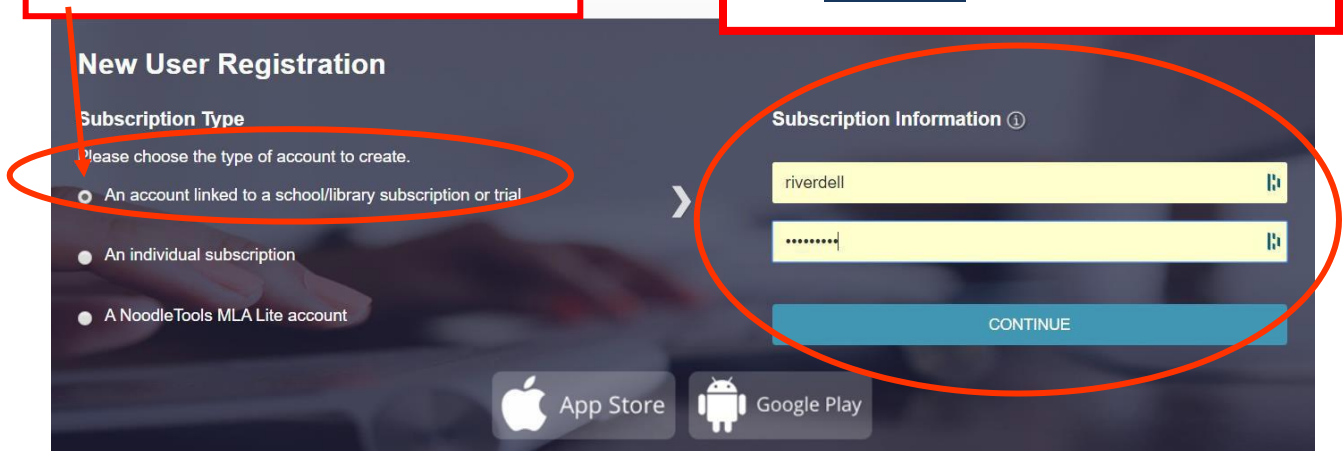 New User Registration
Subscription Type
Please choose the type of account to create.
An account linked to a school/library subscription or trial
An individual subscription
A NoodleTools MLA Lite account
Subscription Information
riverdell
•••••••••
CONTINUE
App Store
Google Play